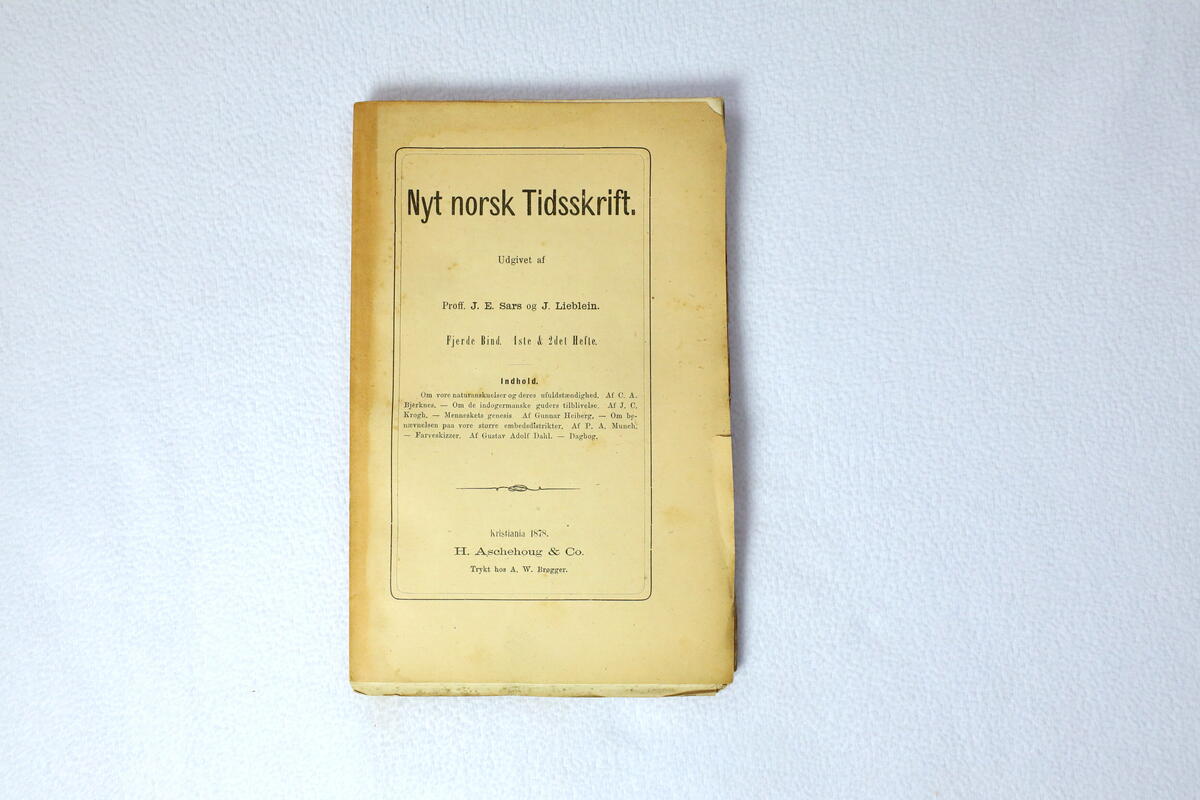 Nyt norsk Tidsskrift.
Udgivet af
Proff. J. E. Sars og J. Lieblein.
Fjerde Bind. 1ste & 2det Hefte.
Indhold.
Om vore naturanskuelser og deres ufuldstændighed. Af C. A.
Bjerknes. — Om de indogermanske guders tilblivelse. Af J. C.
Krogh. — Menneskets genesis Af Gunnar Heiberg. — Om be-
nævnelsen paa vore større embedsdistrikter. Af P. A. Munch.
— Farveskizzer. Af Gustav Adolf Dahl. — Dagbog.
Kristiania 1878.
H. Aschehoug & Co.
Trykt hos A. W. Brøgger.